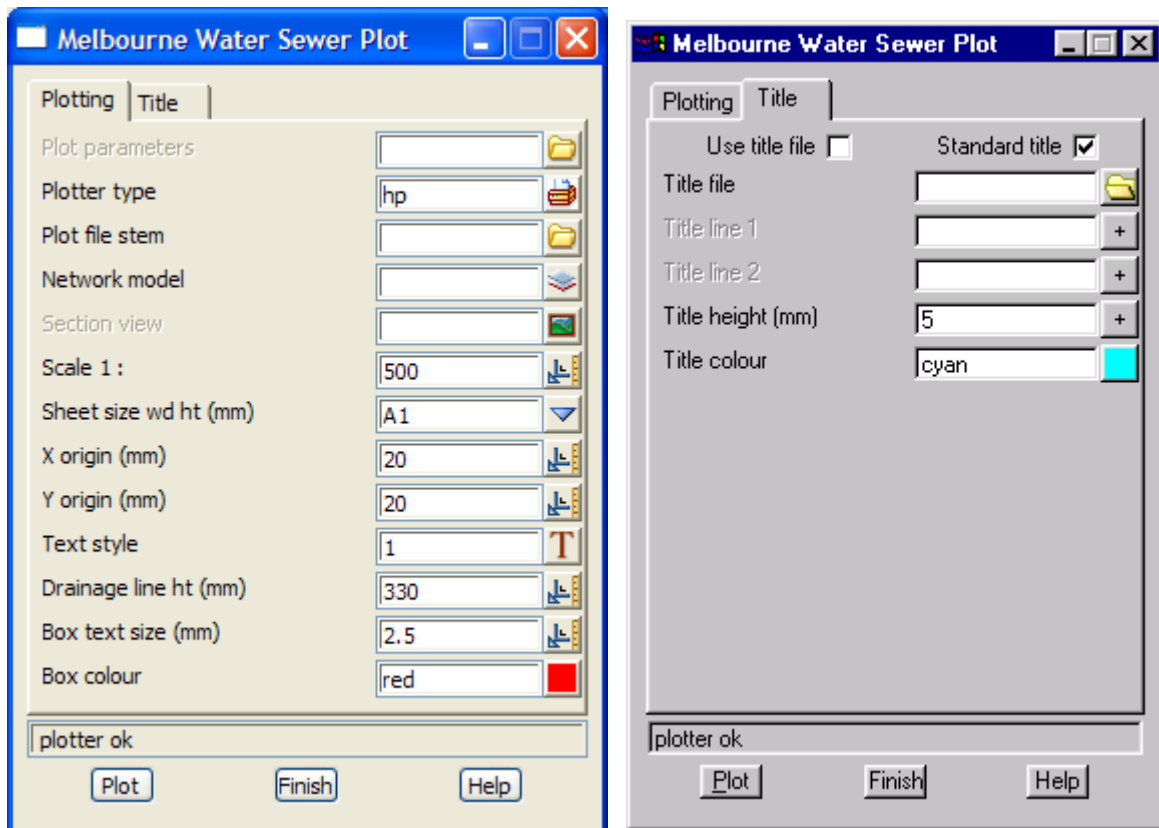 Melbourne Water Sewer Plot
Plotting Title
Plot parameters
Plotter type hp
Plot file stem
Network model
Section view
Scale 1 : 500
Sheet size wd ht (mm) A1
X origin (mm) 20
Y origin (mm) 20
Text style 1 T
Drainage line ht (mm) 330
Box text size (mm) 2.5
Box colour red
plotter ok
Plot Finish Help
Melbourne Water Sewer Plot
Plotting Title
Use title file Standard title
Title file
Title line 1 +
Title line 2 +
Title height (mm) 5 +
Title colour cyan
plotter ok
Plot Finish Help